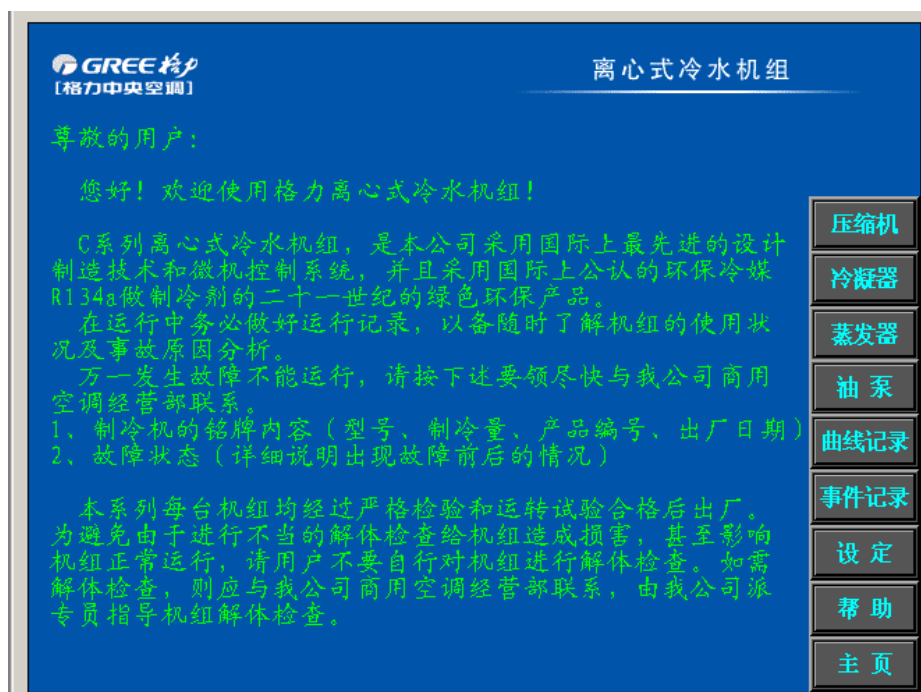 GREE格力
[格力中央空调]
离心式冷水机组
尊敬的用户:
您好! 欢迎使用格力离心式冷水机组!
C系列离心式冷水机组, 是本公司采用国际上最先进的设计
制造技术和微机控制系统, 并且采用国际上公认的环保冷媒
R134a做制冷剂的二十一世纪的绿色环保产品。
在运行中务必做好运行记录, 以备随时了解机组的使用状
况及事故原因分析。
万一发生故障不能运行, 请按下述要领尽快与我公司商用
空调经营部联系。
1、制冷机的铭牌内容(型号、制冷量、产品编号、出厂日期)
2、故障状态(详细说明出现故障前后的情况)
本系列每台机组均经过严格检验和运转试验合格后出厂。
为避免由于进行不当的解体检查给机组造成损害, 甚至影响
机组正常运行, 请用户不要自行对机组进行解体检查。如需
解体检查, 则应与我公司商用空调经营部联系, 由我公司派
专员指导机组解体检查。
压缩机
冷凝器
蒸发器
油 泵
曲线记录
事件记录
设 定
帮 助
主 页